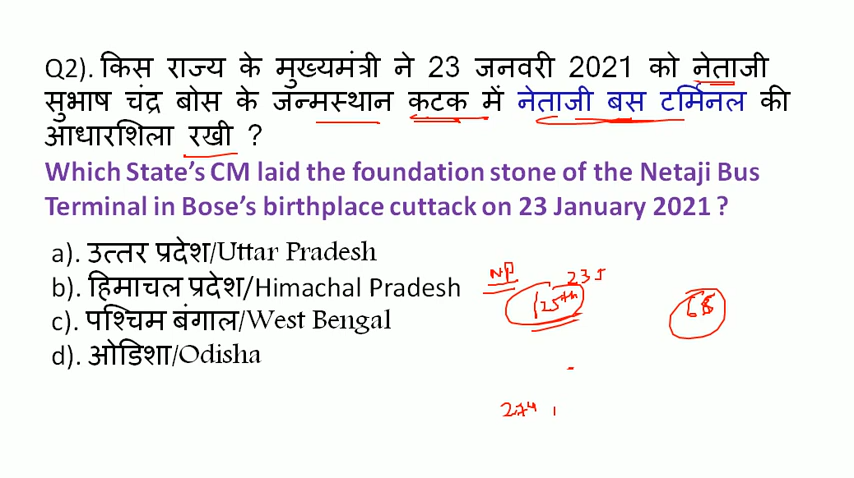 Q2). किस राज्य के मुख्यमंत्री ने 23 जनवरी 2021 को नेताजी
सुभाष चंद्र बोस के जन्मस्थान कटक में नेताजी बस टर्मिनल की
आधारशिला रखी ?
Which State's CM laid the foundation stone of the Netaji Bus
Terminal in Bose's birthplace cuttack on 23 January 2021 ?
a). उत्तर प्रदेश/Uttar Pradesh
b). हिमाचल प्रदेश/Himachal Pradesh
c). पश्चिम बंगाल/West Bengal
d). ओडिशा/Odisha
NP
23 J
125th